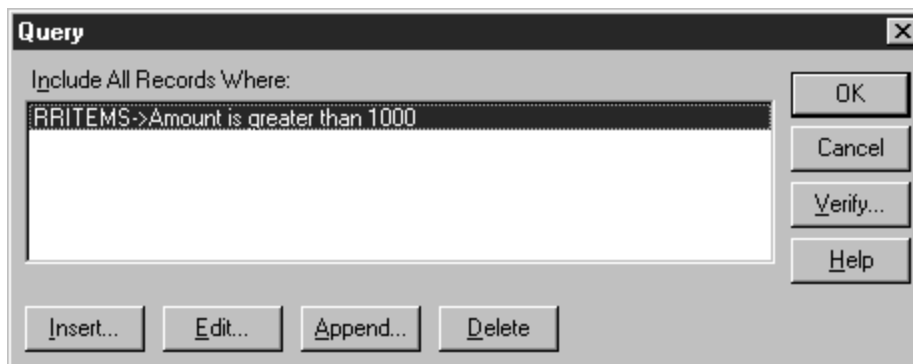 Query
Include All Records Where:
RRITEMS->Amount is greater than 1000
OK
Cancel
Verify...
Help
Insert... Edit... Append... Delete